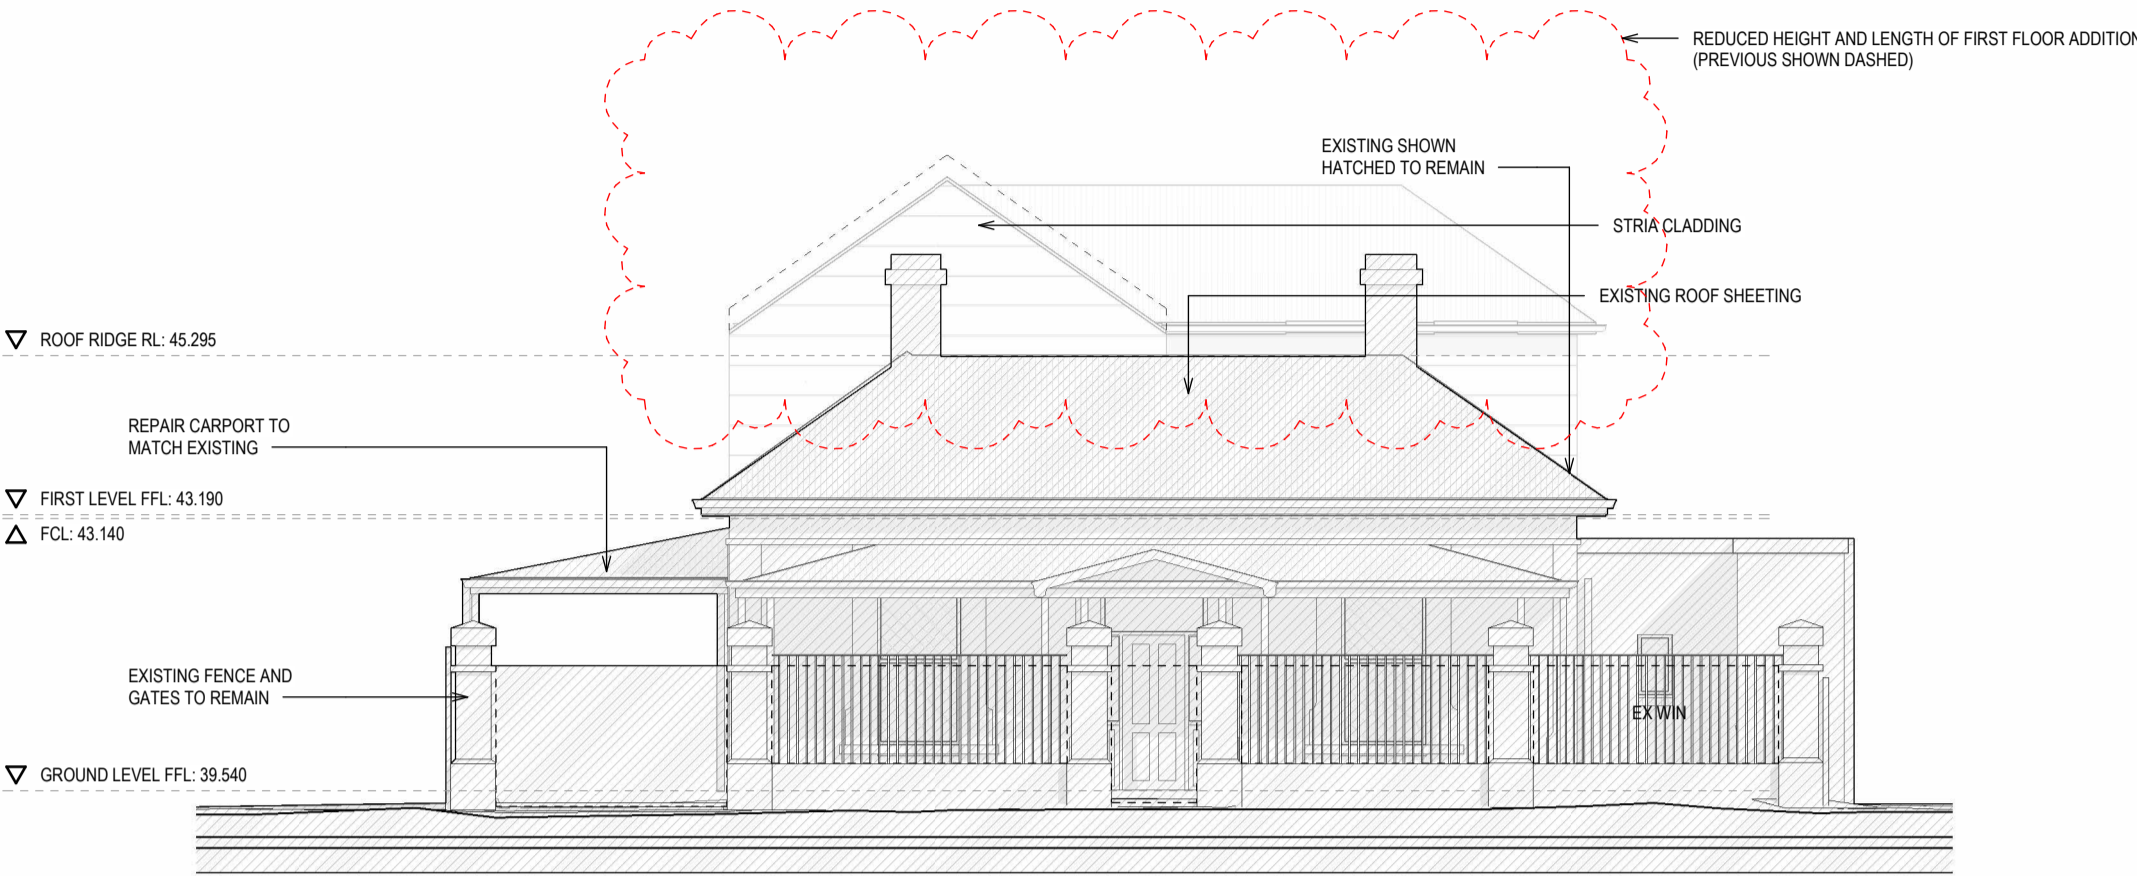 REDUCED HEIGHT AND LENGTH OF FIRST FLOOR ADDITION
(PREVIOUS SHOWN DASHED)
EXISTING SHOWN
HATCHED TO REMAIN
STRIA CLADDING
EXISTING ROOF SHEETING
ROOF RIDGE RL: 45.295
REPAIR CARPORT TO
MATCH EXISTING
FIRST LEVEL FFL: 43.190
FCL: 43.140
EXISTING FENCE AND
GATES TO REMAIN
EX WIN
GROUND LEVEL FFL: 39.540